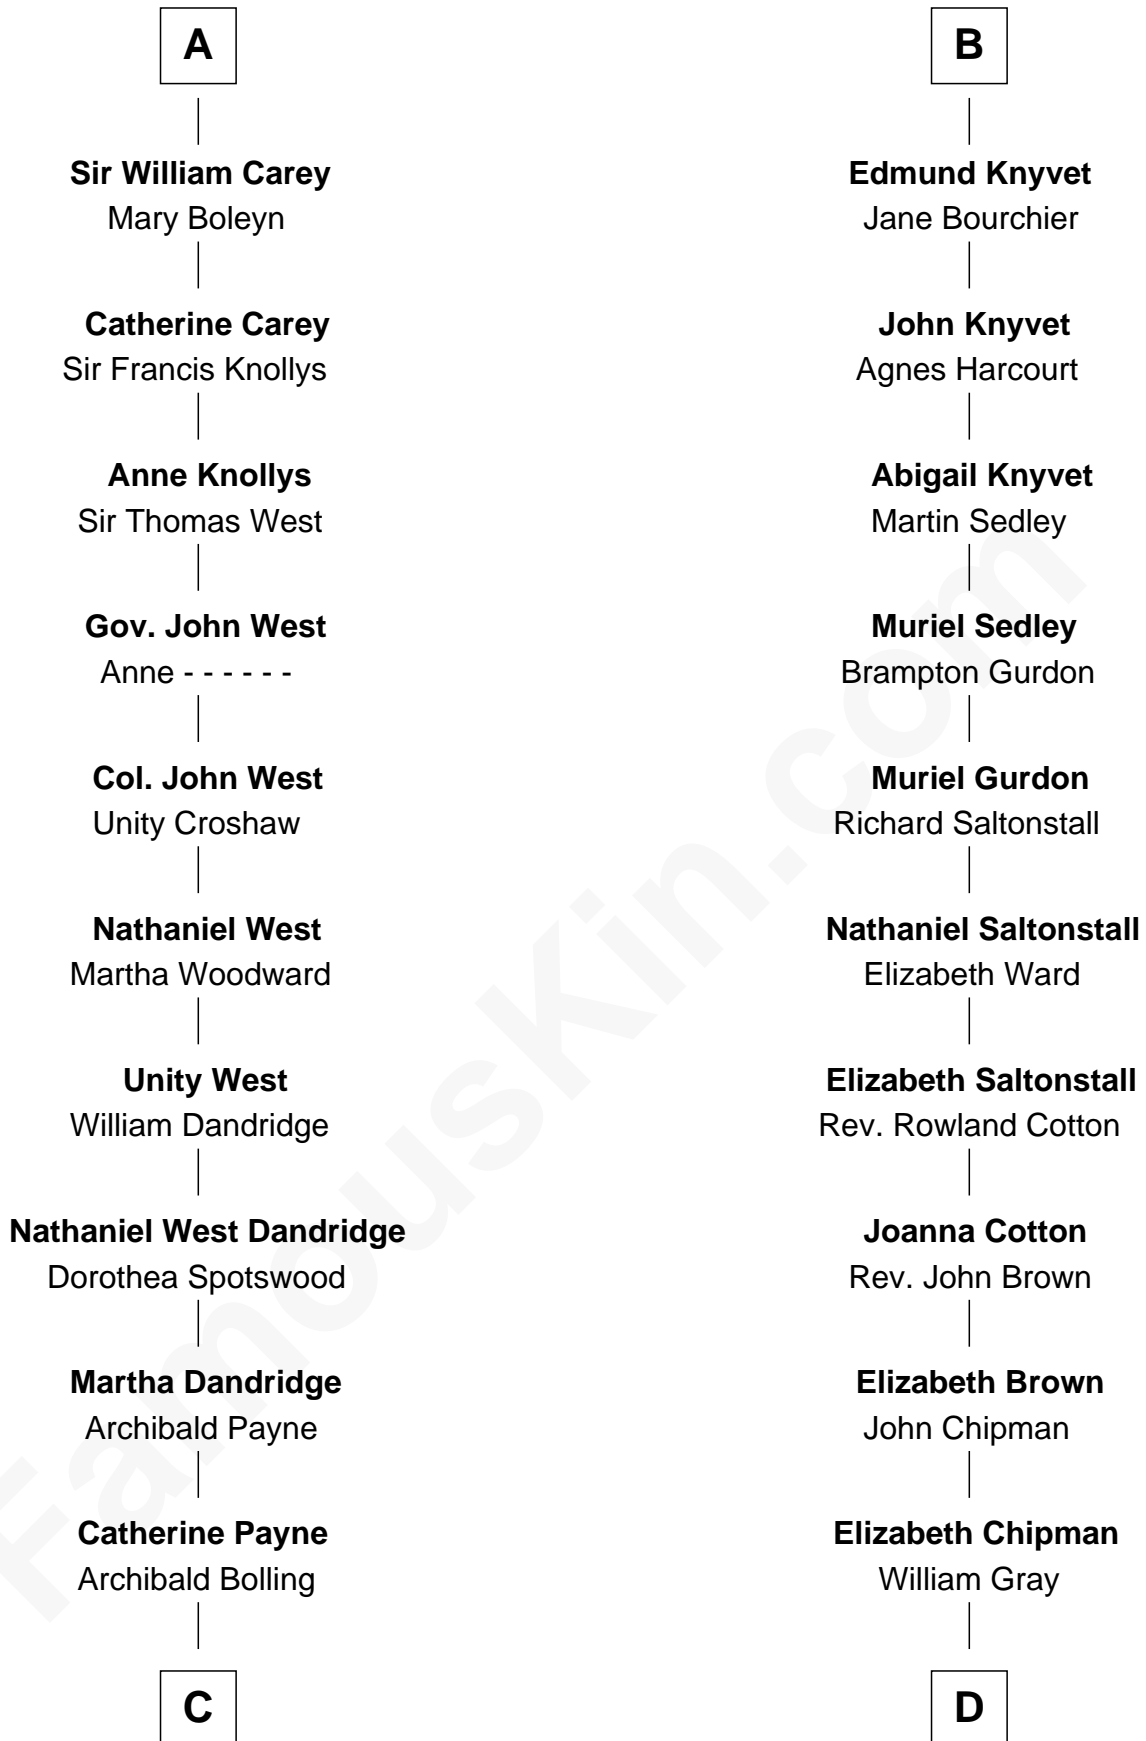 A
Sir William Carey
Mary Boleyn
Catherine Carey
Sir Francis Knollys
Anne Knollys
Sir Thomas West
Gov. John West
Anne - - - - - -
Col. John West
Unity Croshaw
Nathaniel West
Martha Woodward
Unity West
William Dandridge
Nathaniel West Dandridge
Dorothea Spotswood
Martha Dandridge
Archibald Payne
Catherine Payne
Archibald Bolling
C
B
Edmund Knyvet
Jane Bourchier
John Knyvet
Agnes Harcourt
Abigail Knyvet
Martin Sedley
Muriel Sedley
Brampton Gurdon
Muriel Gurdon
Richard Saltonstall
Nathaniel Saltonstall
Elizabeth Ward
Elizabeth Saltonstall
Rev. Rowland Cotton
Joanna Cotton
Rev. John Brown
Elizabeth Brown
John Chipman
Elizabeth Chipman
William Gray
D
FamousKin.com